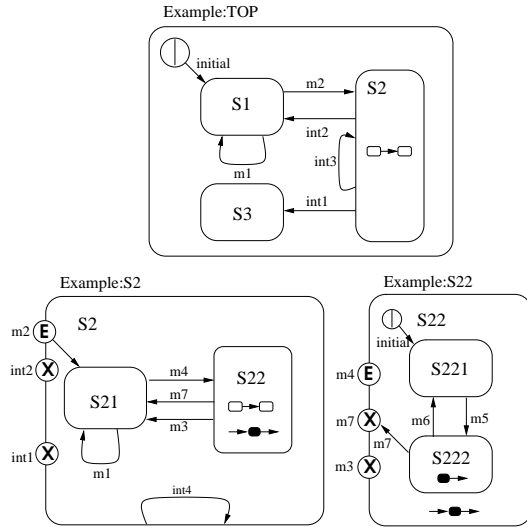 Example:TOP
initial
S1
m2
S2
int2
int3
m1
S3
int1
Example:S2
m2
E
S2
int2
X
m4
S22
S21
m7
m3
int1
X
m1
int4
Example:S22
S22
initial
m4
E
S221
m7
X
m6
m5
m7
m3
X
S222